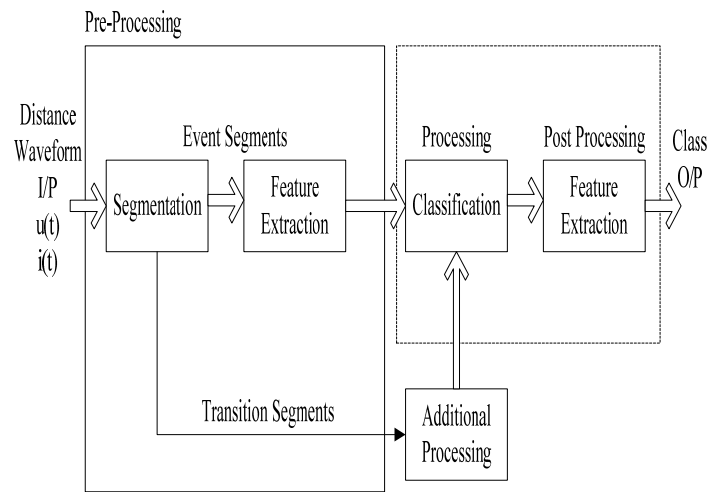 Pre-Processing
Distance
Waveform
I/P
u(t)
i(t)
Event Segments
Segmentation
Feature
Extraction
Processing
Classification
Post Processing
Feature
Extraction
Class
O/P
Transition Segments
Additional
Processing